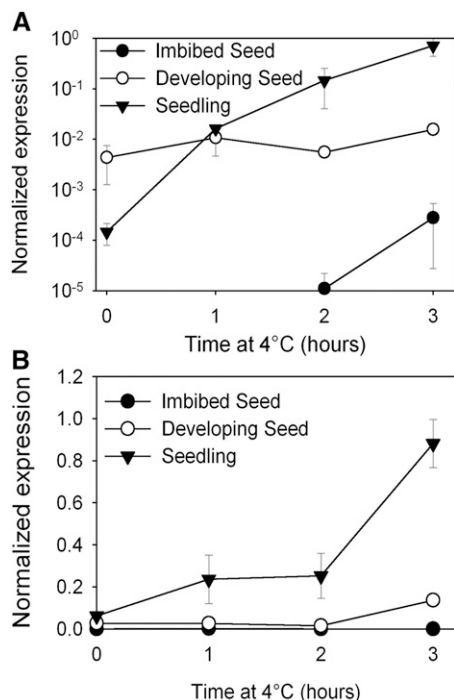 A
Normalized expression
10⁰
10⁻¹
10⁻²
10⁻³
10⁻⁴
10⁻⁵
Imbibed Seed
Developing Seed
Seedling
0 1 2 3
Time at 4°C (hours)
B
Normalized expression
1.2
1.0
0.8
0.6
0.4
0.2
0.0
Imbibed Seed
Developing Seed
Seedling
0 1 2 3
Time at 4°C (hours)